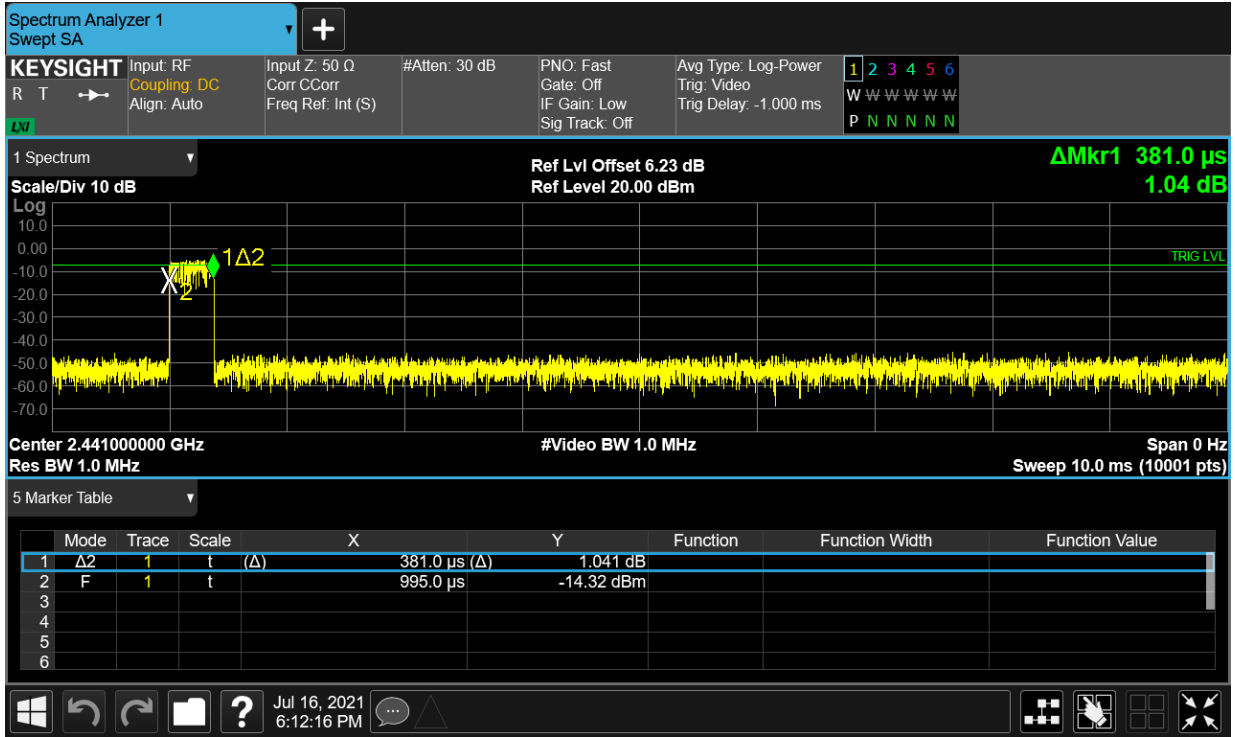 Spectrum Analyzer 1
Swept SA
KEYSIGHT
R T
LXI
Input: RF
Coupling: DC
Align: Auto
Input Z: 50 Ω
Corr CCorr
Freq Ref: Int (S)
#Atten: 30 dB
PNO: Fast
Gate: Off
IF Gain: Low
Sig Track: Off
Avg Type: Log-Power
Trig: Video
Trig Delay: -1.000 ms
1 2 3 4 5 6
W W W W W W
P N N N N N
1 Spectrum
Scale/Div 10 dB
Ref Lvl Offset 6.23 dB
Ref Level 20.00 dBm
ΔMkr1 381.0 µs
1.04 dB
Log
10.0
0.00
-10.0
-20.0
-30.0
-40.0
-50.0
-60.0
-70.0
1Δ2
2
TRIG LVL
Center 2.441000000 GHz
#Video BW 1.0 MHz
Span 0 Hz
Res BW 1.0 MHz
Sweep 10.0 ms (10001 pts)
5 Marker Table
Mode Trace Scale X Y Function Function Width Function Value
1 Δ2 1 t (Δ) 381.0 µs (Δ) 1.041 dB
2 F 1 t 995.0 µs -14.32 dBm
3
4
5
6
?
Jul 16, 2021
6:12:16 PM